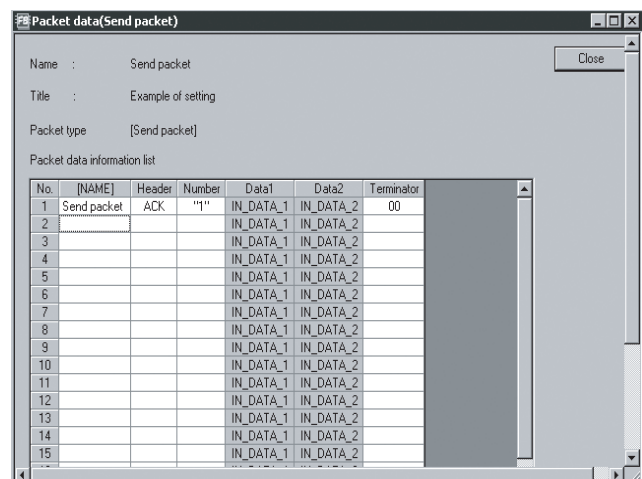 FB Packet data(Send packet)
Close
Name : Send packet
Title : Example of setting
Packet type [Send packet]
Packet data information list
No. [NAME] Header Number Data1 Data2 Terminator
1 Send packet ACK "1" IN_DATA_1 IN_DATA_2 00
2 IN_DATA_1 IN_DATA_2
3 IN_DATA_1 IN_DATA_2
4 IN_DATA_1 IN_DATA_2
5 IN_DATA_1 IN_DATA_2
6 IN_DATA_1 IN_DATA_2
7 IN_DATA_1 IN_DATA_2
8 IN_DATA_1 IN_DATA_2
9 IN_DATA_1 IN_DATA_2
10 IN_DATA_1 IN_DATA_2
11 IN_DATA_1 IN_DATA_2
12 IN_DATA_1 IN_DATA_2
13 IN_DATA_1 IN_DATA_2
14 IN_DATA_1 IN_DATA_2
15 IN_DATA_1 IN_DATA_2